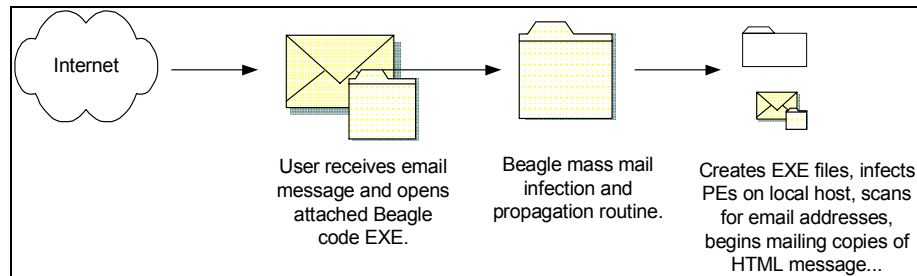 Internet
User receives email
message and opens
attached Beagle
code EXE.
Beagle mass mail
infection and
propagation routine.
Creates EXE files, infects
PEs on local host, scans
for email addresses,
begins mailing copies of
HTML message...